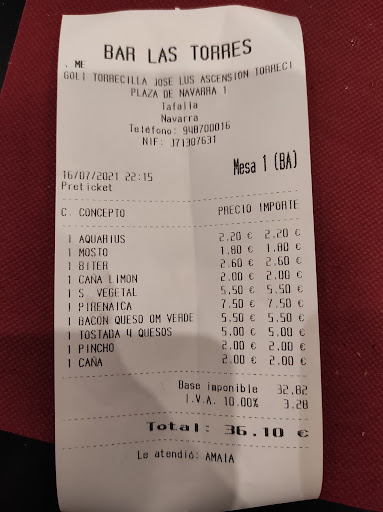 BAR LAS TORRES
. ME
GOLI TORRECILLA JOSE LUS ASCENSION TORRECI
PLAZA DE NAVARRA 1
Tafalla
Navarra
Teléfono: 948700016
NIF: J71307631
Mesa 1 (BA)
16/07/2021 22:15
Preticket
C. CONCEPTO PRECIO IMPORTE
1 AQUARIUS 2.20 € 2.20 €
1 MOSTO 1.80 € 1.80 €
1 BITER 2.60 € 2.60 €
1 CAÑA LIMON 2.00 € 2.00 €
1 S. VEGETAL 5.50 € 5.50 €
1 PIRENAICA 7.50 € 7.50 €
1 BACON QUESO OM VERDE 5.50 € 5.50 €
1 TOSTADA 4 QUESOS 5.00 € 5.00 €
1 PINCHO 2.00 € 2.00 €
1 CAÑA 2.00 € 2.00 €
Base imponible 32.82
I.V.A. 10.00% 3.28
Total: 36.10 €
Le atendió: AMAIA